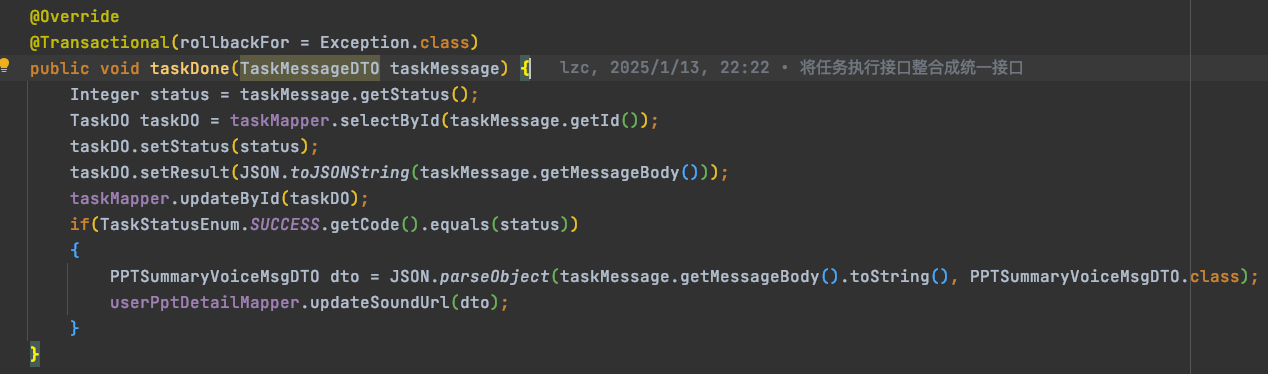 @Override
@Transactional(rollbackFor = Exception.class)
public void taskDone(TaskMessageDTO taskMessage) { lzc, 2025/1/13, 22:22 • 将任务执行接口整合成统一接口
    Integer status = taskMessage.getStatus();
    TaskDO taskDO = taskMapper.selectById(taskMessage.getId());
    taskDO.setStatus(status);
    taskDO.setResult(JSON.toJSONString(taskMessage.getMessageBody()));
    taskMapper.updateById(taskDO);
    if(TaskStatusEnum.SUCCESS.getCode().equals(status))
    {
        PPTSummaryVoiceMsgDTO dto = JSON.parseObject(taskMessage.getMessageBody().toString(), PPTSummaryVoiceMsgDTO.class);
        userPptDetailMapper.updateSoundUrl(dto);
    }
}